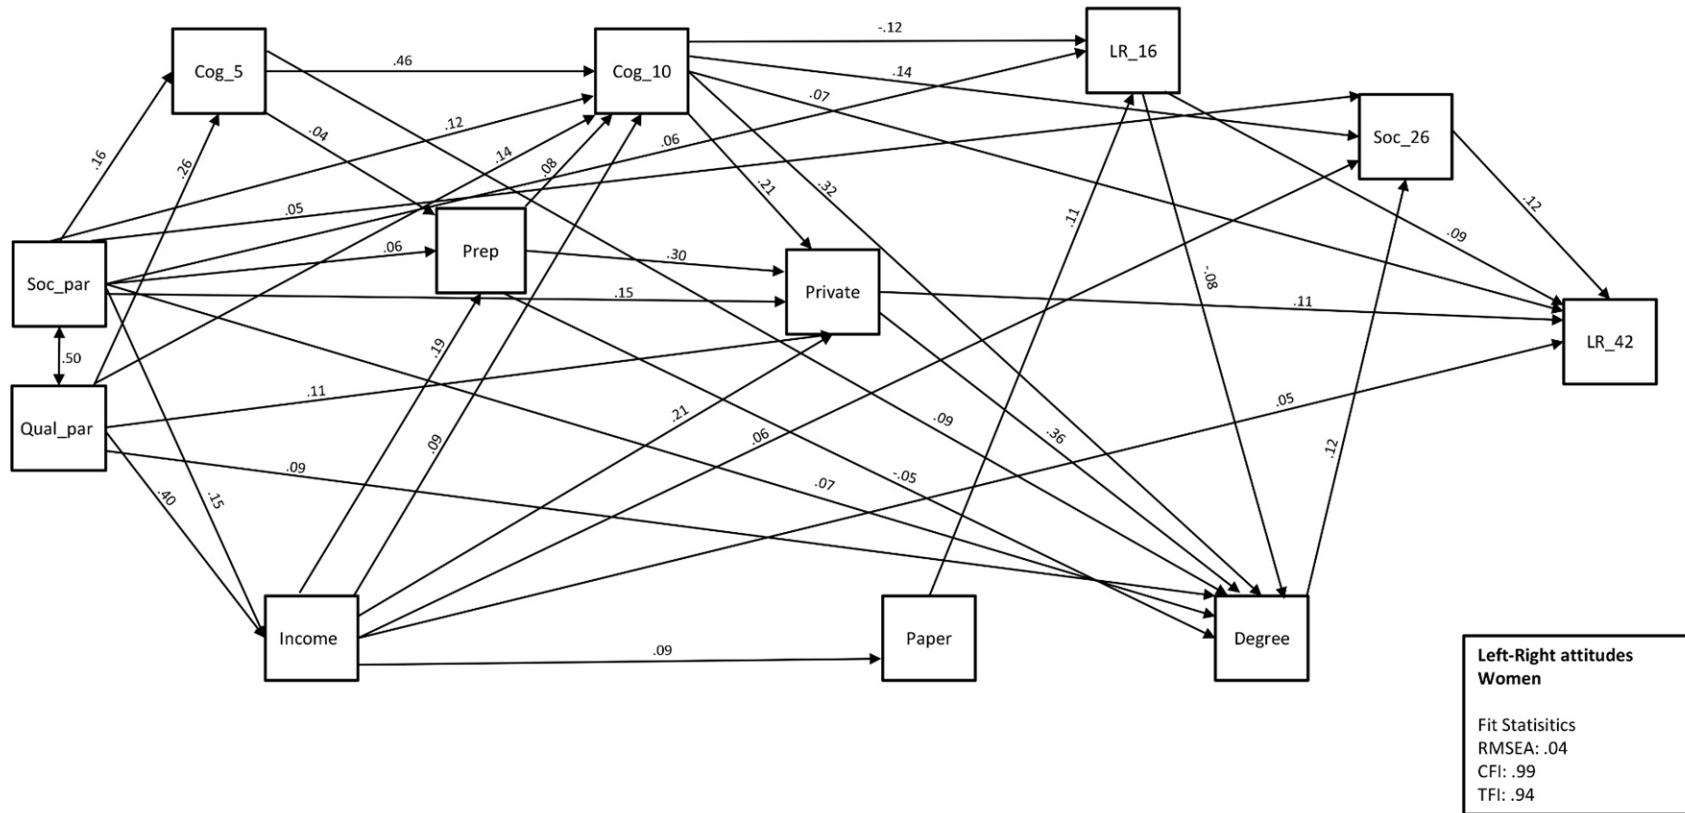 LR_16
-.12
Cog_5
.46
Cog_10
.14
.07
Soc_26
.16
.26
.04
.12
.14
.08
.06
.21
.32
.12
.05
.11
.09
Soc_par
.06
Prep
.30
-.08
.15
Private
.11
LR_42
.50
.19
Qual_par
.11
.09
.21
.06
.09
.36
.05
.12
.09
.40
.15
.07
-.05
Income
.09
Paper
Degree
Left-Right attitudes
Women
Fit Statisitics
RMSEA: .04
CFI: .99
TFI: .94